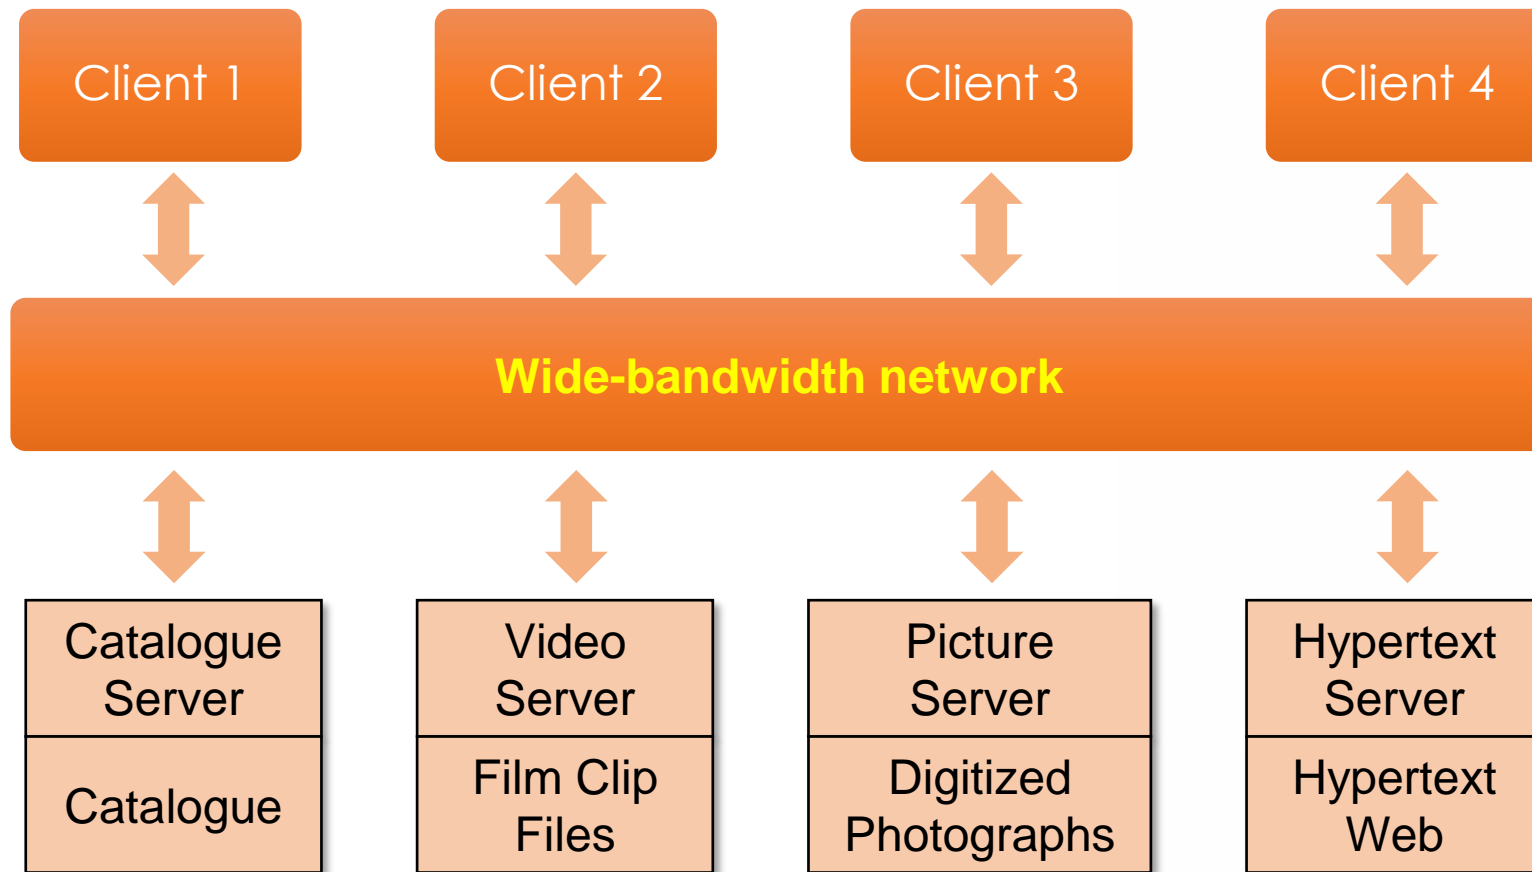 Client 1
Client 2
Client 3
Client 4
Wide-bandwidth network
Catalogue
Server
Catalogue
Video
Server
Film Clip
Files
Picture
Server
Digitized
Photographs
Hypertext
Server
Hypertext
Web